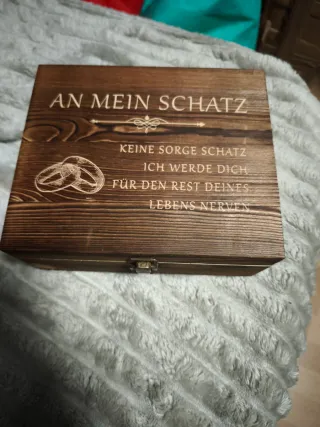 AN MEIN SCHATZ
KEINE SORGE SCHATZ
ICH WERDE DICH
FÜR DEN REST DEINES
LEBENS NERVEN